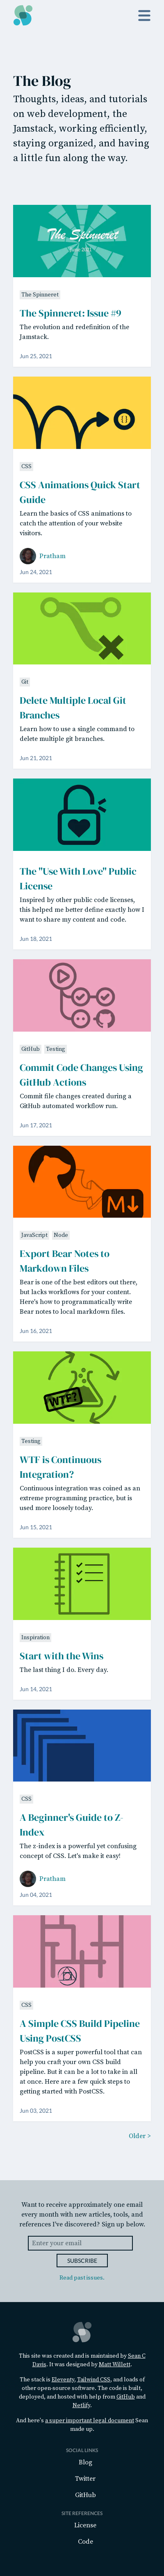 The Blog
Thoughts, ideas, and tutorials
on web development, the
Jamstack, working efficiently,
staying organized, and having
a little fun along the way.
The Spinneret
The Spinneret
The Spinneret: Issue #9
The evolution and redefinition of the
Jamstack.
Jun 25, 2021
CSS
CSS Animations Quick Start
Guide
Learn the basics of CSS animations to
catch the attention of your website
visitors.
Pratham
Jun 24, 2021
Git
Delete Multiple Local Git
Branches
Learn how to use a single command to
delete multiple git branches.
Jun 21, 2021
The "Use With Love" Public
License
Inspired by other public code licenses,
this helped me better define exactly how I
want to share my content and code.
Jun 18, 2021
GitHub Testing
Commit Code Changes Using
GitHub Actions
Commit file changes created during a
GitHub automated workflow run.
Jun 17, 2021
JavaScript Node
Export Bear Notes to
Markdown Files
Bear is one of the best editors out there,
but lacks workflows for local content.
Here's how to programmatically write
Bear notes to local markdown files.
Jun 16, 2021
WTF?
Testing
WTF is Continuous
Integration?
Continuous integration was coined as an
extreme programming practice, but is
used more loosely today.
Jun 15, 2021
Inspiration
Start with the Wins
The last thing I do. Every day.
Jun 14, 2021
CSS
A Beginner's Guide to Z-
Index
The z-index is a powerful yet confusing
concept of CSS. Let's make it easy!
Pratham
Jun 04, 2021
CSS
A Simple CSS Build Pipeline
Using PostCSS
PostCSS is a super powerful tool that can
help you craft your own CSS build
pipeline. But it can be a lot to take in all
at once. Here are a few quick steps to
getting started with PostCSS.
Jun 03, 2021
Older >
Want to receive approximately one email
every month with new articles, tools, and
references I've discovered? Sign up below.
Enter your email
SUBSCRIBE
Read past issues.
This site was created and is maintained by Sean C
Davis. It was designed by Matt Willett.
The stack is Eleventy, Tailwind CSS, and loads of
other open-source software. The code is built,
deployed, and hosted with help from GitHub and
Netlify.
And here's a super important legal document Sean
made up.
SOCIAL LINKS
Blog
Twitter
GitHub
SITE REFERENCES
License
Code